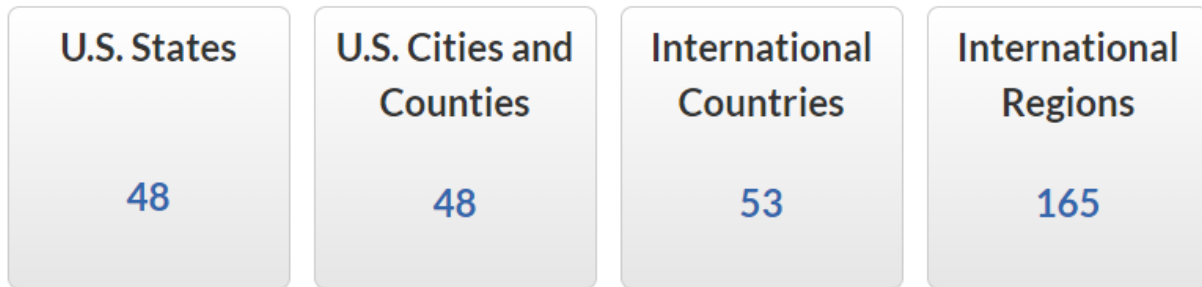 U.S. States
48
U.S. Cities and
Counties
48
International
Countries
53
International
Regions
165